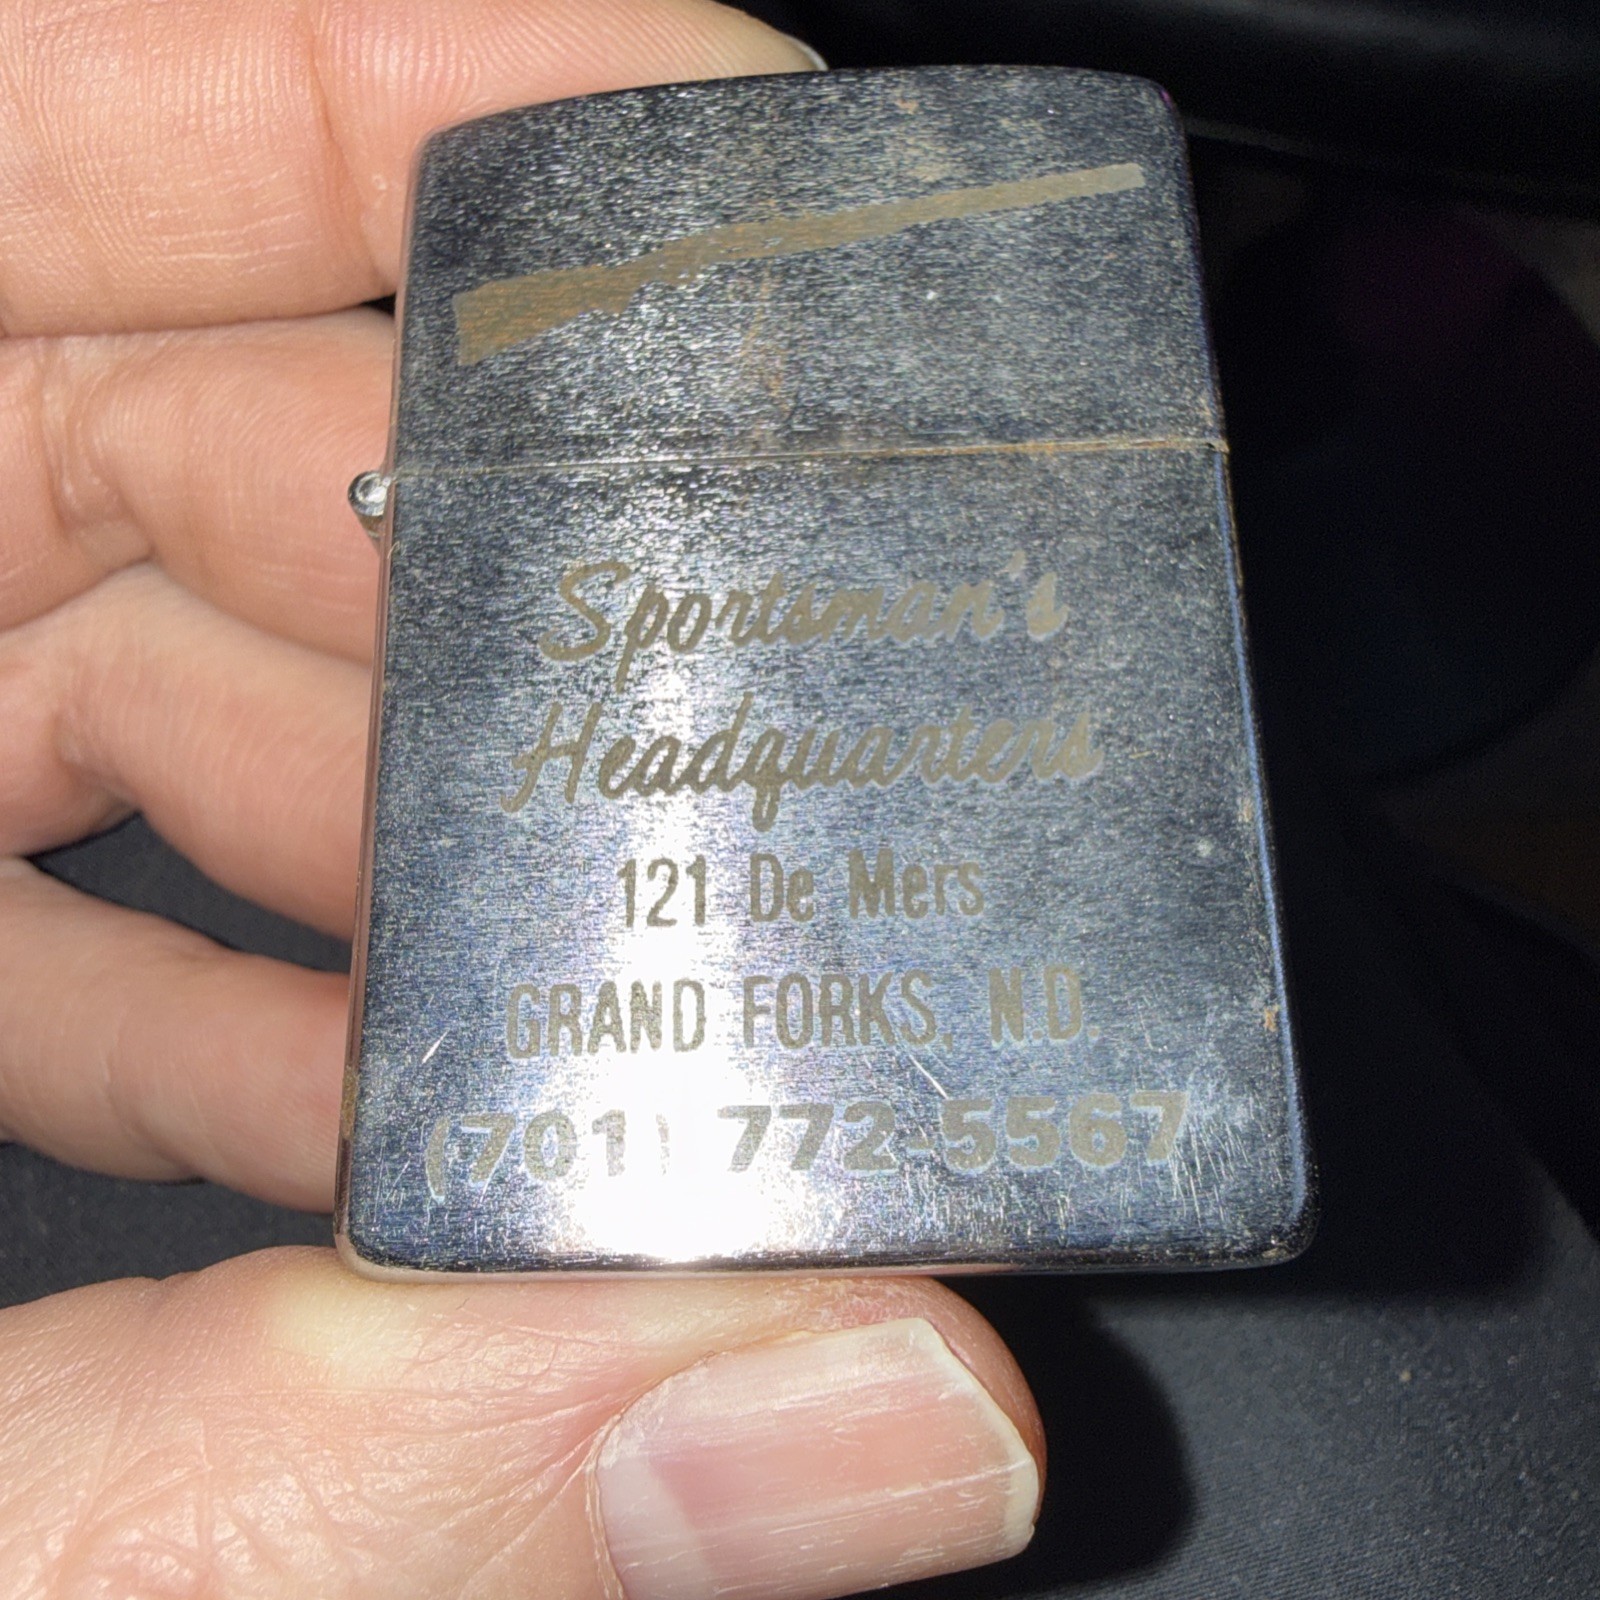 Sportsman's
Headquarters
121 De Mers
GRAND FORKS, N.D.
(701) 772-5567